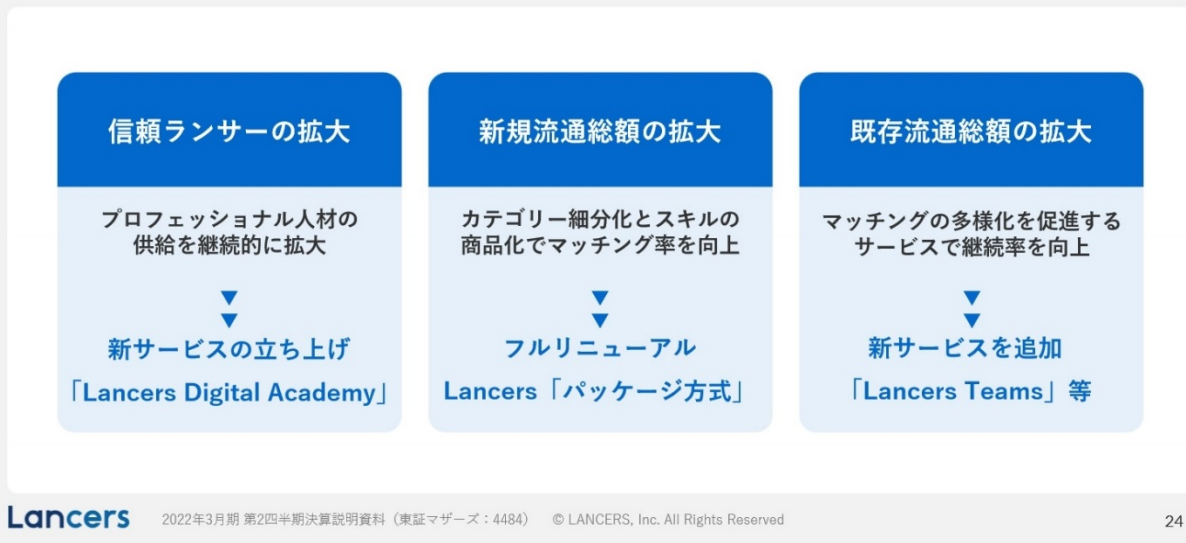 信頼ランサーの拡大
プロフェッショナル人材の
供給を継続的に拡大
▼
▼
新サービスの立ち上げ
「Lancers Digital Academy」
新規流通総額の拡大
カテゴリー細分化とスキルの
商品化でマッチング率を向上
▼
▼
フルリニューアル
Lancers「パッケージ方式」
既存流通総額の拡大
マッチングの多様化を促進する
サービスで継続率を向上
▼
▼
新サービスを追加
「Lancers Teams」等
Lancers 2022年3月期 第2四半期決算説明資料（東証マザーズ：4484） © LANCERS, Inc. All Rights Reserved 24